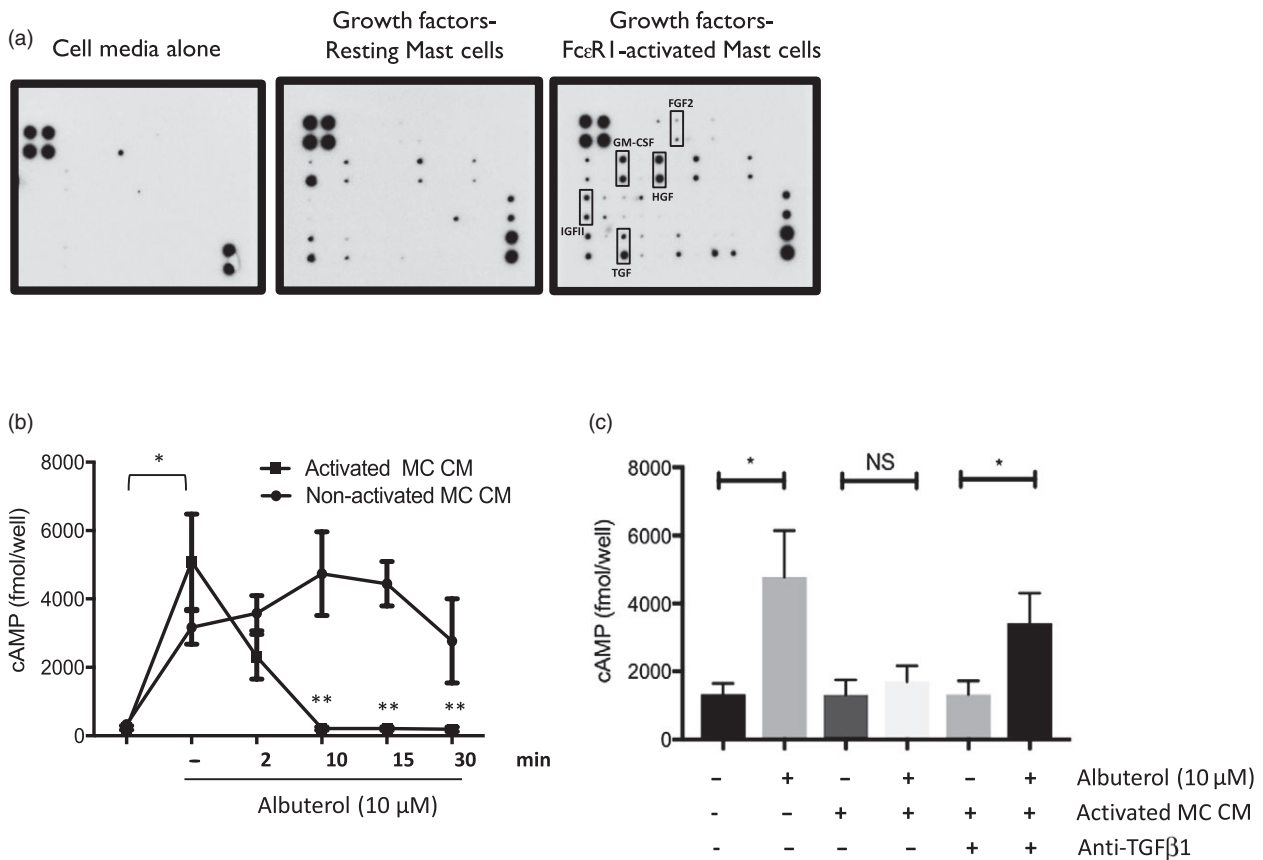 (a)
Cell media alone
Growth factors-
Resting Mast cells
Growth factors-
FcεR1-activated Mast cells
FGF2
GM-CSF
HGF
IGFII
TGF
(b)
8000
6000
4000
2000
0
cAMP (fmol/well)
*
Activated MC CM
Non-activated MC CM
** ** **
– 2 10 15 30 min
Albuterol (10 μM)
(c)
8000
6000
4000
2000
0
cAMP (fmol/well)
* NS *
– + – + – + Albuterol (10 μM)
- - + + + + Activated MC CM
- – – – + + Anti-TGFβ1